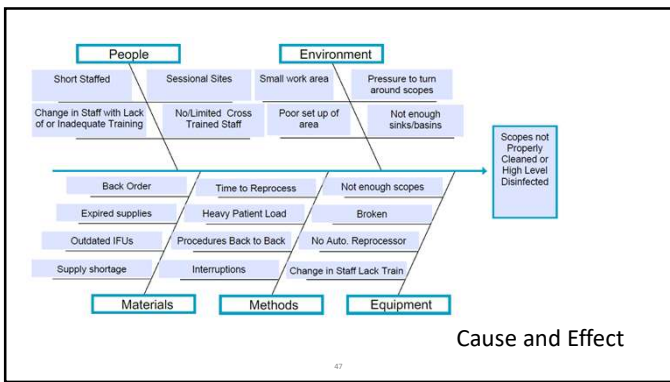 People
Environment
Short Staffed
Sessional Sites
Small work area
Pressure to turn
around scopes
Change in Staff with Lack
of or Inadequate Training
No/Limited Cross
Trained Staff
Poor set up of
area
Not enough
sinks/basins
Scopes not
Properly
Cleaned or
High Level
Disinfected
Back Order
Time to Reprocess
Not enough scopes
Expired supplies
Heavy Patient Load
Broken
Outdated IFUs
Procedures Back to Back
No Auto. Reprocessor
Supply shortage
Interruptions
Change in Staff Lack Train
Materials
Methods
Equipment
Cause and Effect
47